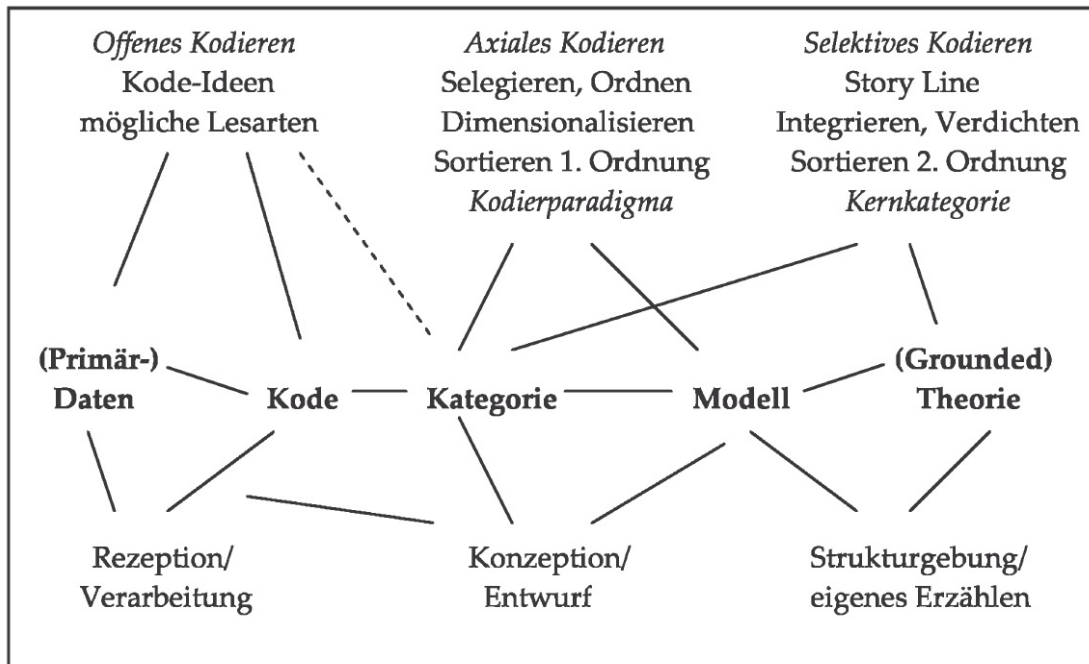 Offenes Kodieren
Kode-Ideen
mögliche Lesarten
Axiales Kodieren
Selegieren, Ordnen
Dimensionalisieren
Sortieren 1. Ordnung
Kodierparadigma
Selektives Kodieren
Story Line
Integrieren, Verdichten
Sortieren 2. Ordnung
Kernkategorie
(Primär-)
Daten
Kode
Kategorie
Modell
(Grounded)
Theorie
Rezeption/
Verarbeitung
Konzeption/
Entwurf
Strukturgebung/
eigenes Erzählen